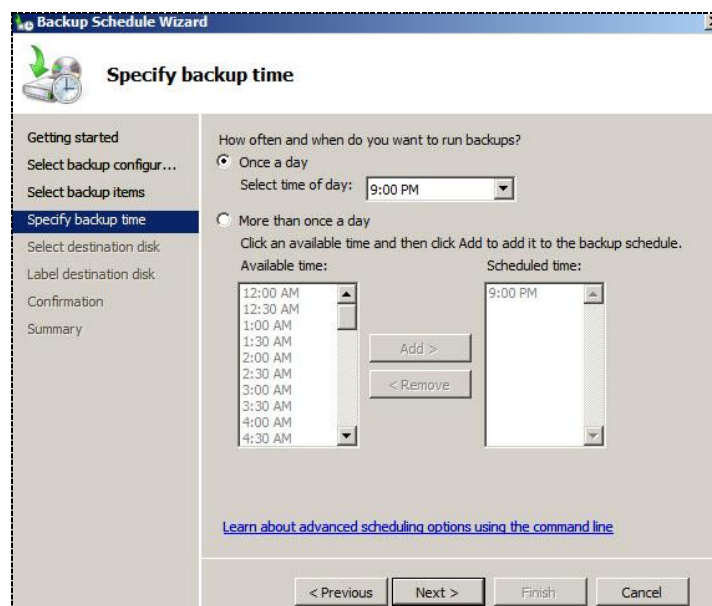 Backup Schedule Wizard
Specify backup time
Getting started
Select backup configur...
Select backup items
Specify backup time
Select destination disk
Label destination disk
Confirmation
Summary
How often and when do you want to run backups?
Once a day
Select time of day:
9:00 PM
More than once a day
Click an available time and then click Add to add it to the backup schedule.
Available time:
12:00 AM
12:30 AM
1:00 AM
1:30 AM
2:00 AM
2:30 AM
3:00 AM
3:30 AM
4:00 AM
4:30 AM
Add >
< Remove
Scheduled time:
9:00 PM
Learn about advanced scheduling options using the command line
< Previous
Next >
Finish
Cancel